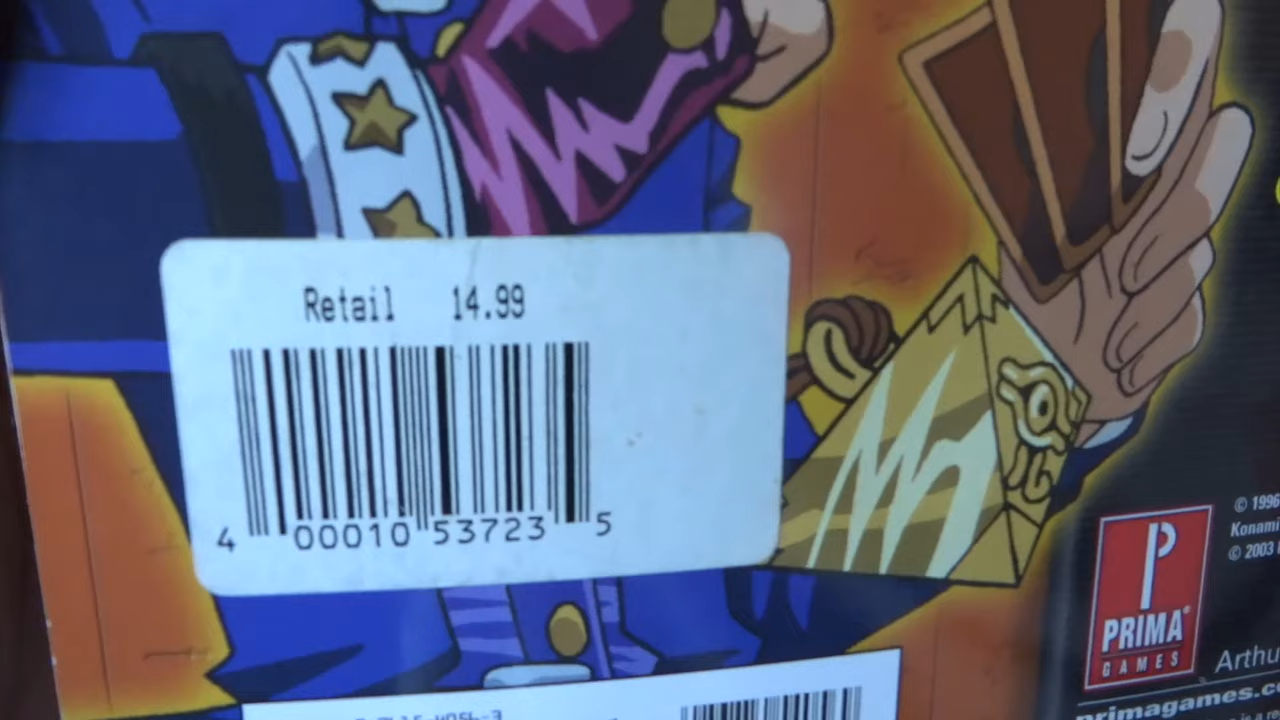 Retail 14.99
4 00010 53723 5
© 1996
Konami
© 2003
PRIMA®
GAMES
Arthu
primagames.c